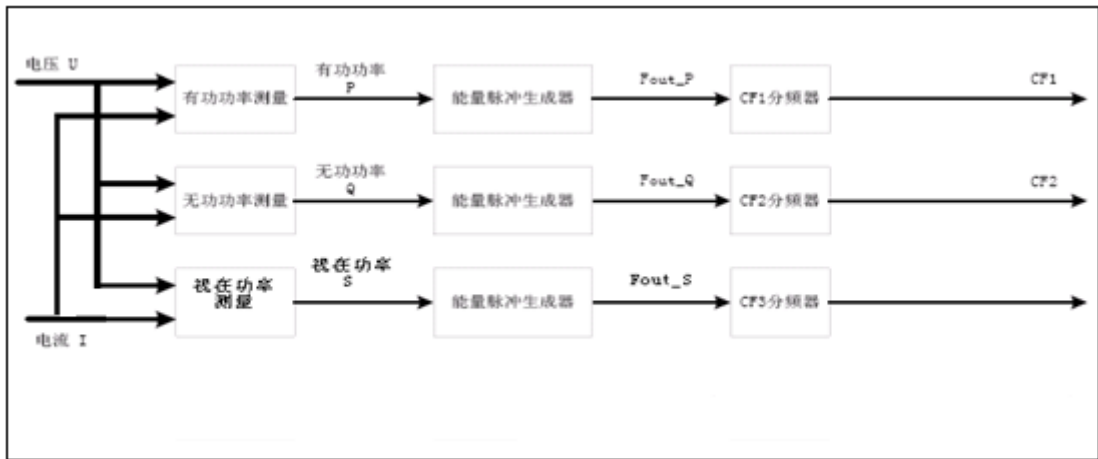 电压 U
有功功率测量
有功功率
P
能量脉冲生成器
Fout_P
CF1分频器
CF1
无功功率测量
无功功率
Q
能量脉冲生成器
Fout_Q
CF2分频器
CF2
视在功率
测量
视在功率
S
能量脉冲生成器
Fout_S
CF3分频器
电流 I